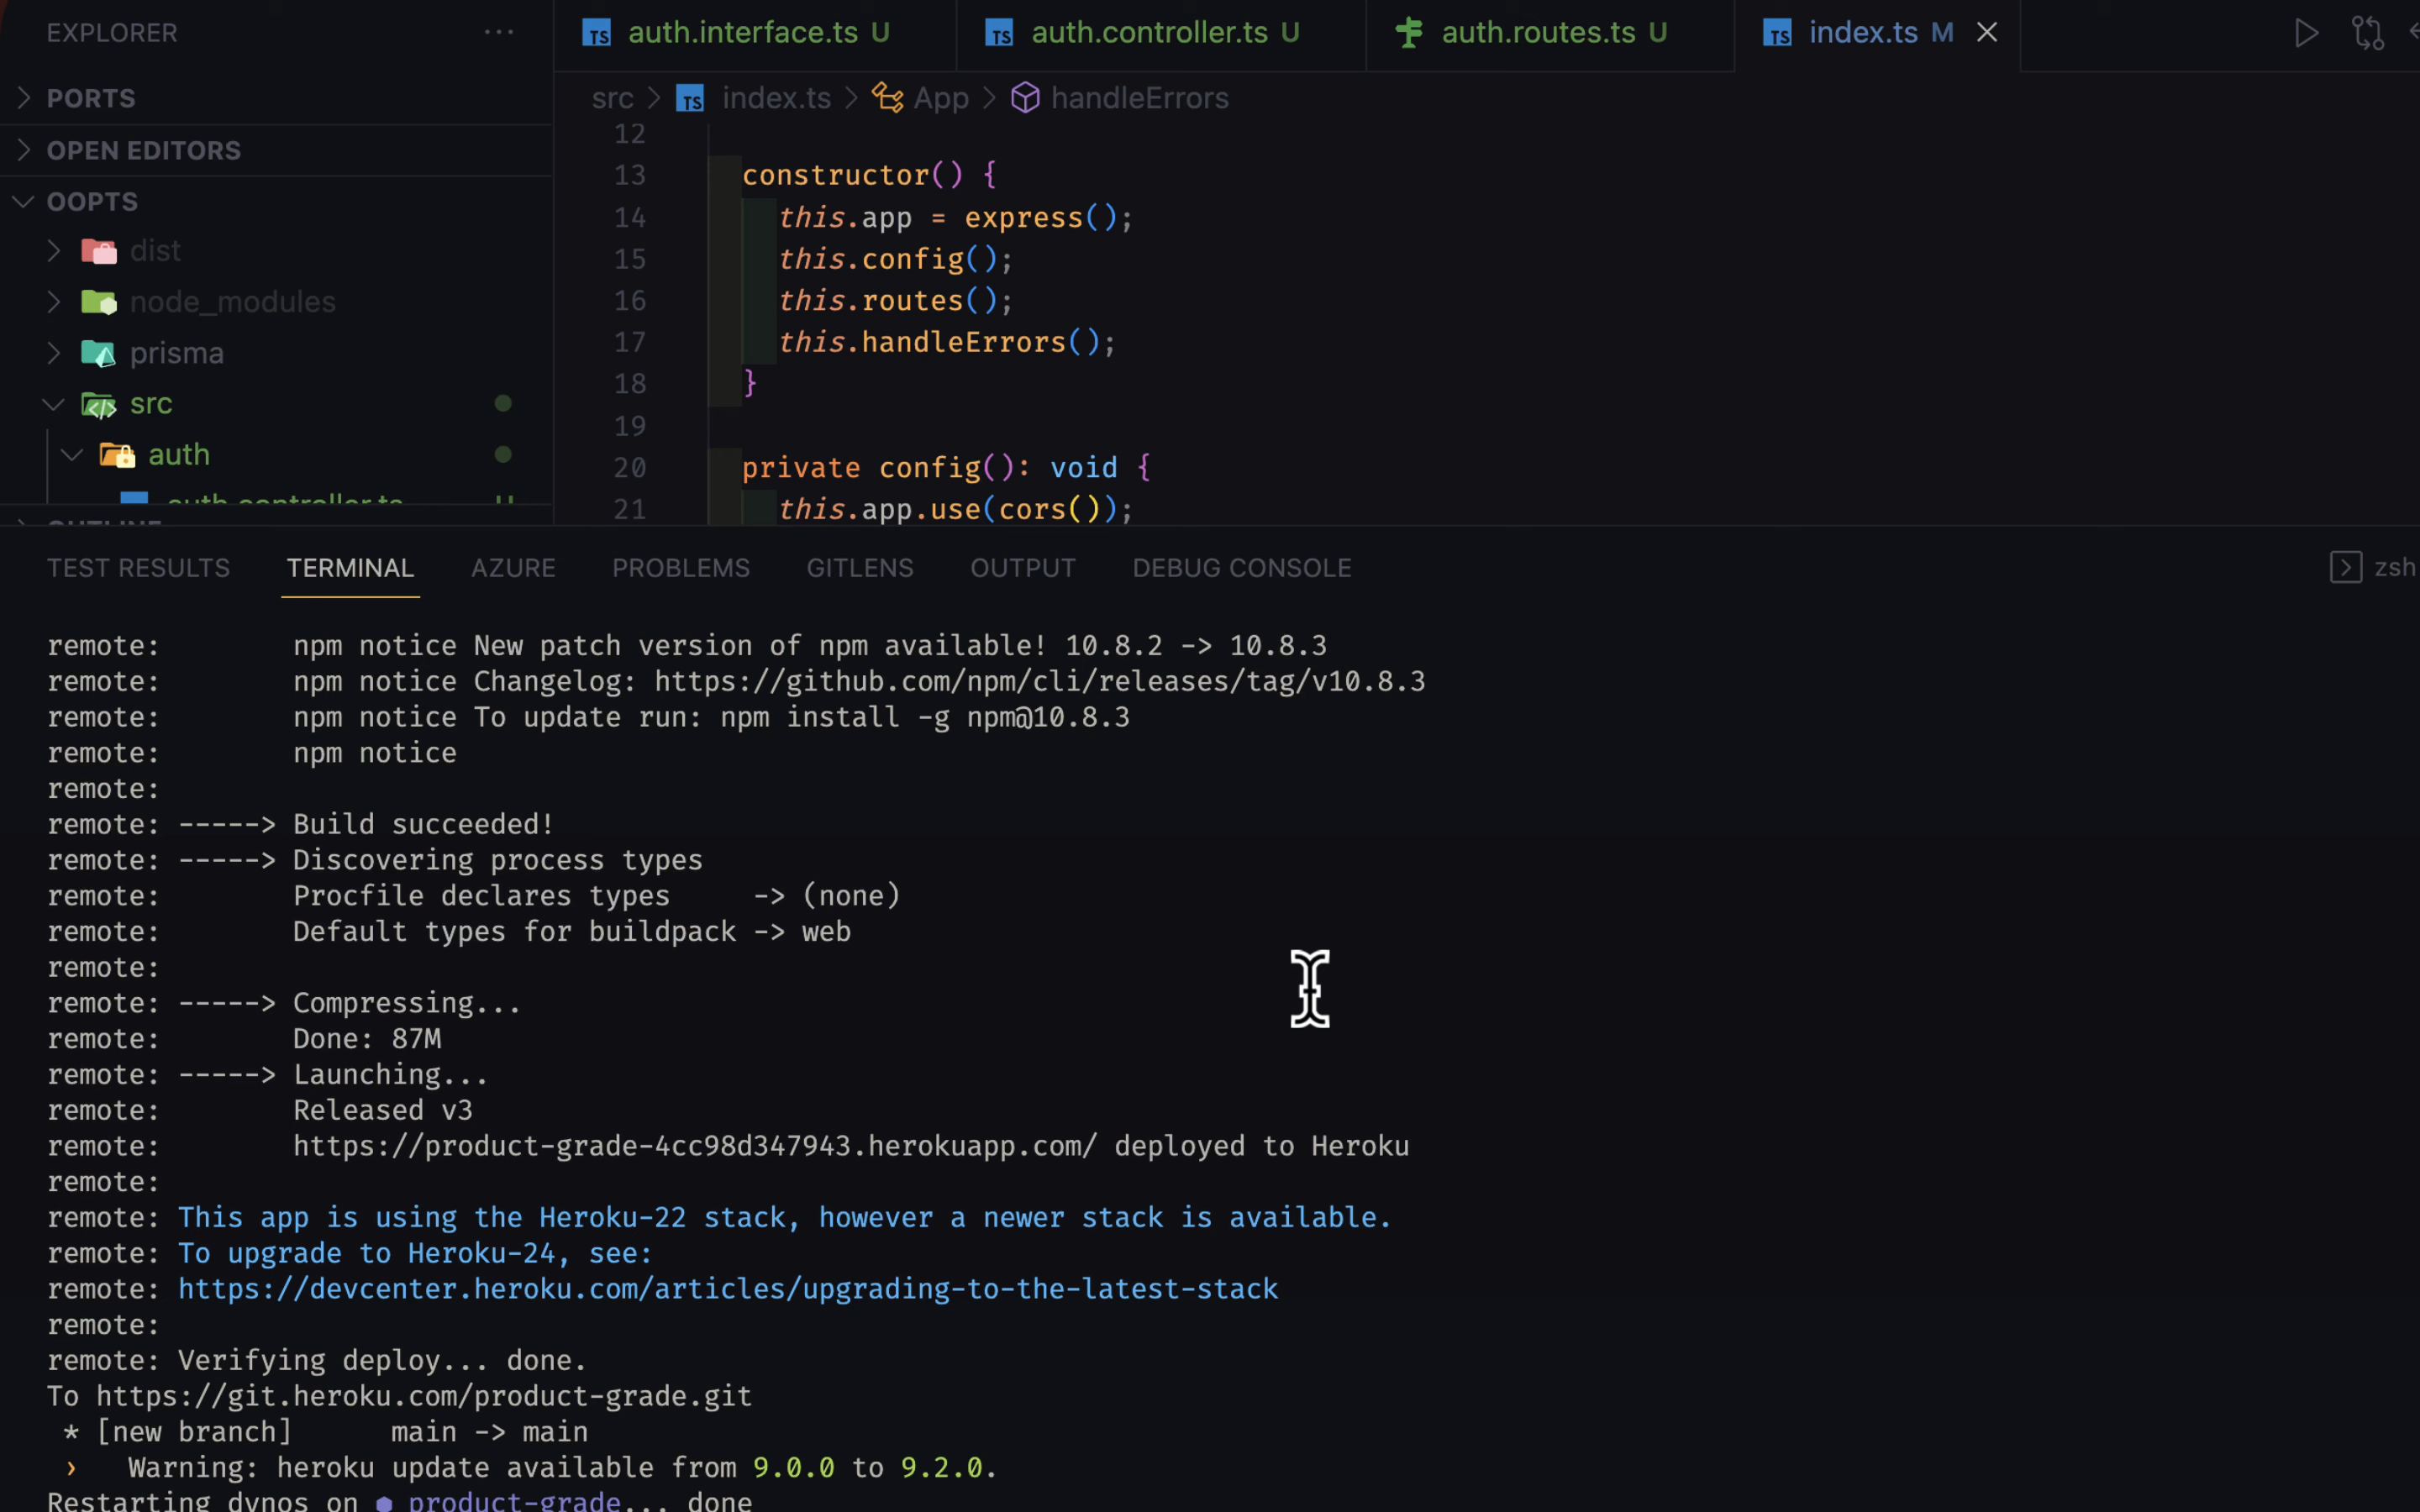 EXPLORER
PORTS
OPEN EDITORS
OOPTS
dist
node_modules
prisma
src
auth
auth.controller.ts U
OUTLINE
auth.interface.ts U
auth.controller.ts U
auth.routes.ts U
index.ts M
src > index.ts > App > handleErrors
12
13 constructor() {
14 this.app = express();
15 this.config();
16 this.routes();
17 this.handleErrors();
18 }
19
20 private config(): void {
21 this.app.use(cors());
TEST RESULTS TERMINAL AZURE PROBLEMS GITLENS OUTPUT DEBUG CONSOLE zsh
remote: npm notice New patch version of npm available! 10.8.2 -> 10.8.3
remote: npm notice Changelog: https://github.com/npm/cli/releases/tag/v10.8.3
remote: npm notice To update run: npm install -g npm@10.8.3
remote: npm notice
remote:
remote: -----> Build succeeded!
remote: -----> Discovering process types
remote: Procfile declares types -> (none)
remote: Default types for buildpack -> web
remote:
remote: -----> Compressing...
remote: Done: 87M
remote: -----> Launching...
remote: Released v3
remote: https://product-grade-4cc98d347943.herokuapp.com/ deployed to Heroku
remote:
remote: This app is using the Heroku-22 stack, however a newer stack is available.
remote: To upgrade to Heroku-24, see:
remote: https://devcenter.heroku.com/articles/upgrading-to-the-latest-stack
remote:
remote: Verifying deploy... done.
To https://git.heroku.com/product-grade.git
* [new branch] main -> main
› Warning: heroku update available from 9.0.0 to 9.2.0.
Restarting dynos on ⬢ product-grade... done